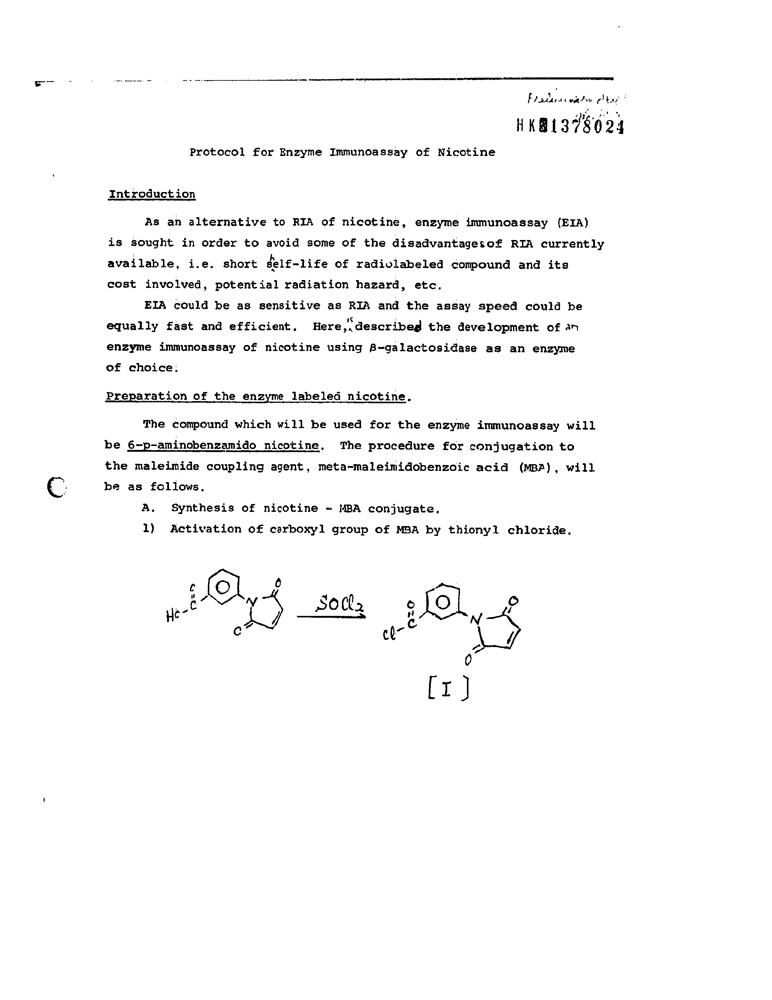 HK 1378024
Protocol for Enzyme Immunoassay of Nicotine
Introduction
As an alternative to RIA of nicotine, enzyme immunoassay (EIA)
is sought in order to avoid some of the disadvantages of RIA currently
available, i.e. short shelf-life of radiolabeled compound and its
cost involved, potential radiation hazard, etc.
EIA could be as sensitive as RIA and the assay speed could be
equally fast and efficient. Here, is described the development of an
enzyme immunoassay of nicotine using β-galactosidase as an enzyme
of choice.
Preparation of the enzyme labeled nicotine.
The compound which will be used for the enzyme immunoassay will
be 6-p-aminobenzamido nicotine. The procedure for conjugation to
the maleimide coupling agent, meta-maleimidobenzoic acid (MBA), will
be as follows.
A. Synthesis of nicotine - MBA conjugate.
1) Activation of carboxyl group of MBA by thionyl chloride.
HO-C O N O O
SOCl2
Cl-C O N O O
[I]